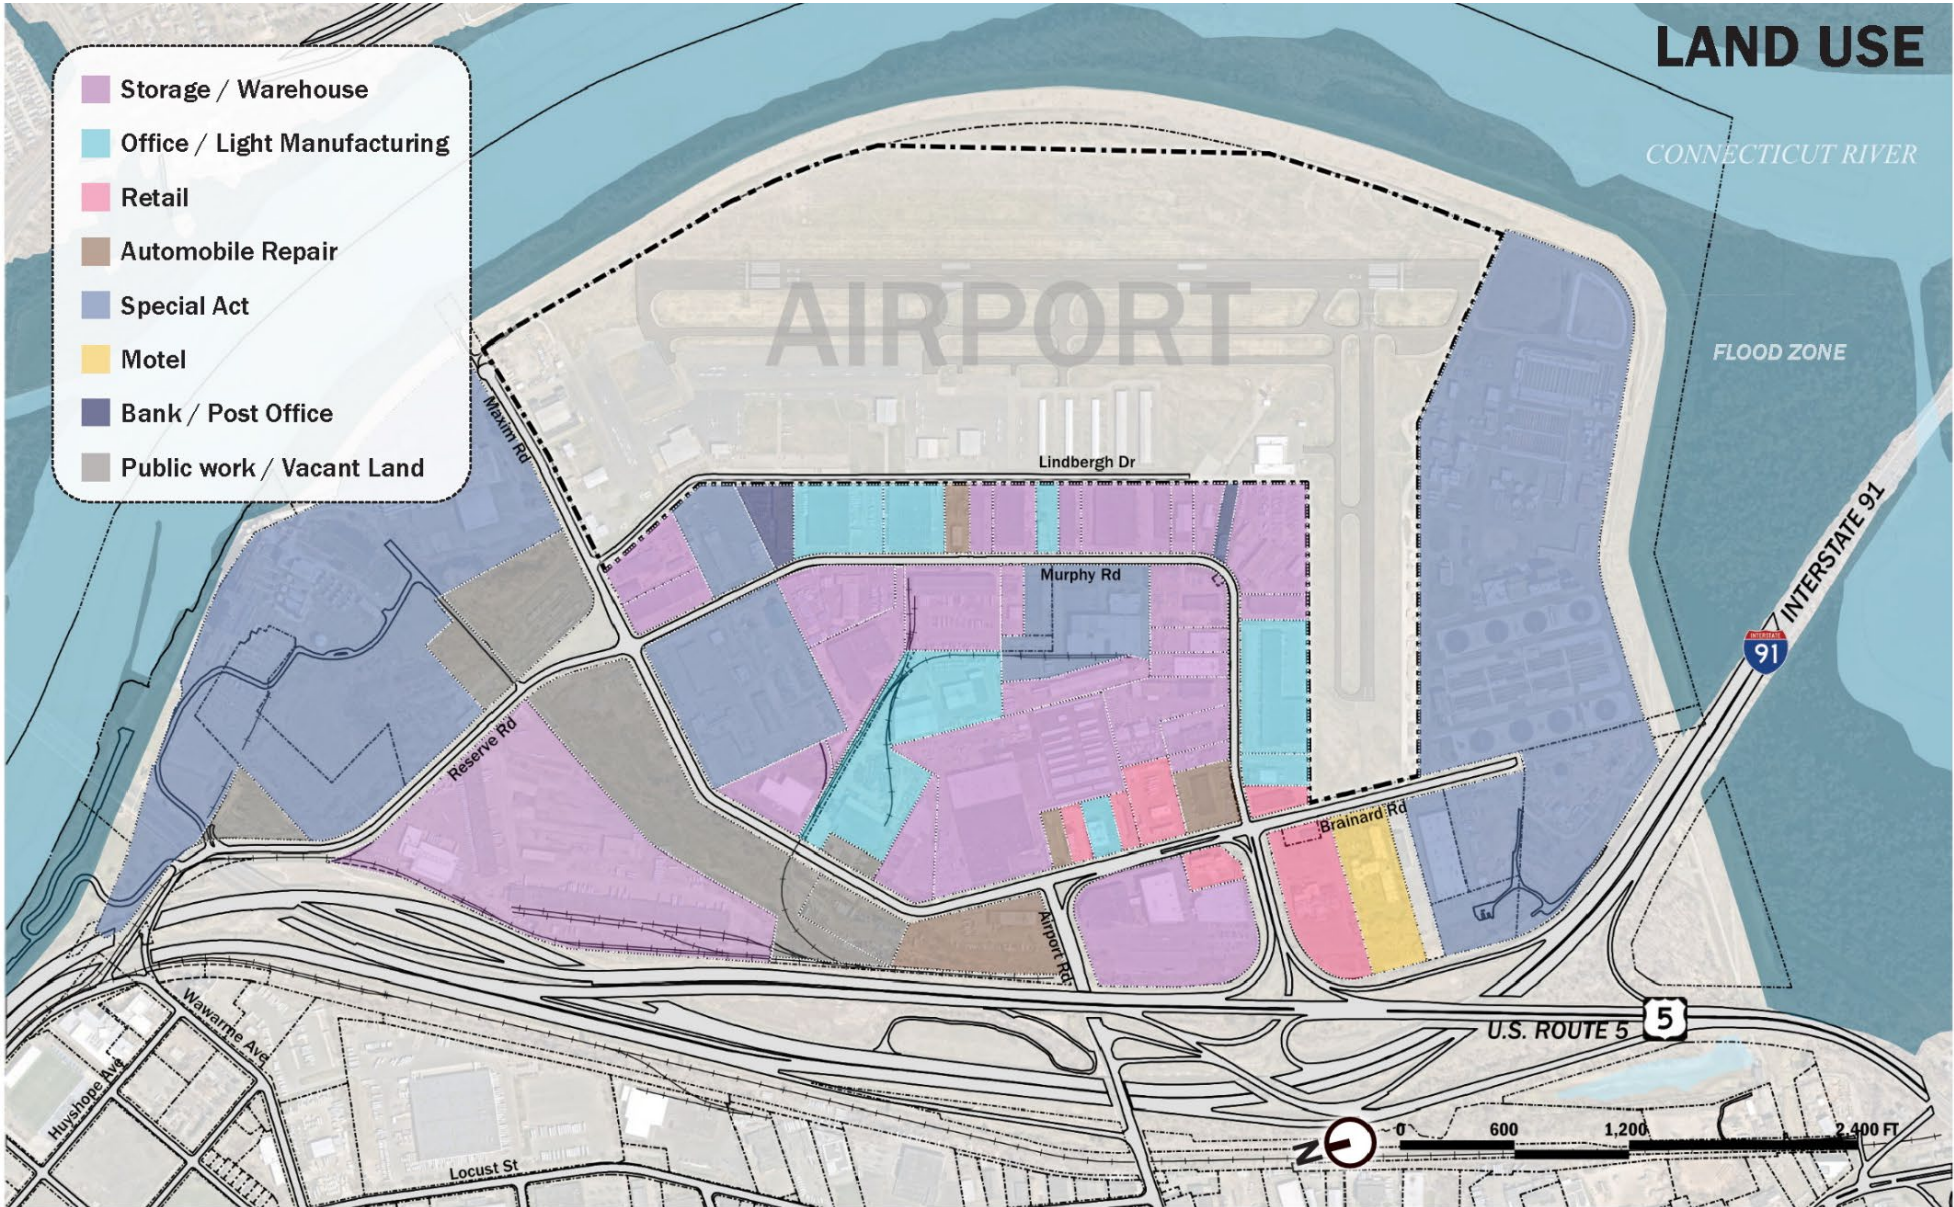 LAND USE
Storage / Warehouse
Office / Light Manufacturing
Retail
Automobile Repair
Special Act
Motel
Bank / Post Office
Public work / Vacant Land
CONNECTICUT RIVER
AIRPORT
FLOOD ZONE
Maxim Rd
Lindbergh Dr
Murphy Rd
INTERSTATE 91
INTERSTATE
91
Reserve Rd
Brainard Rd
Airport Rd
Wawarme Ave
Huyshope Ave
U.S. ROUTE 5
5
Locust St
N
0 600 1,200 2,400 FT